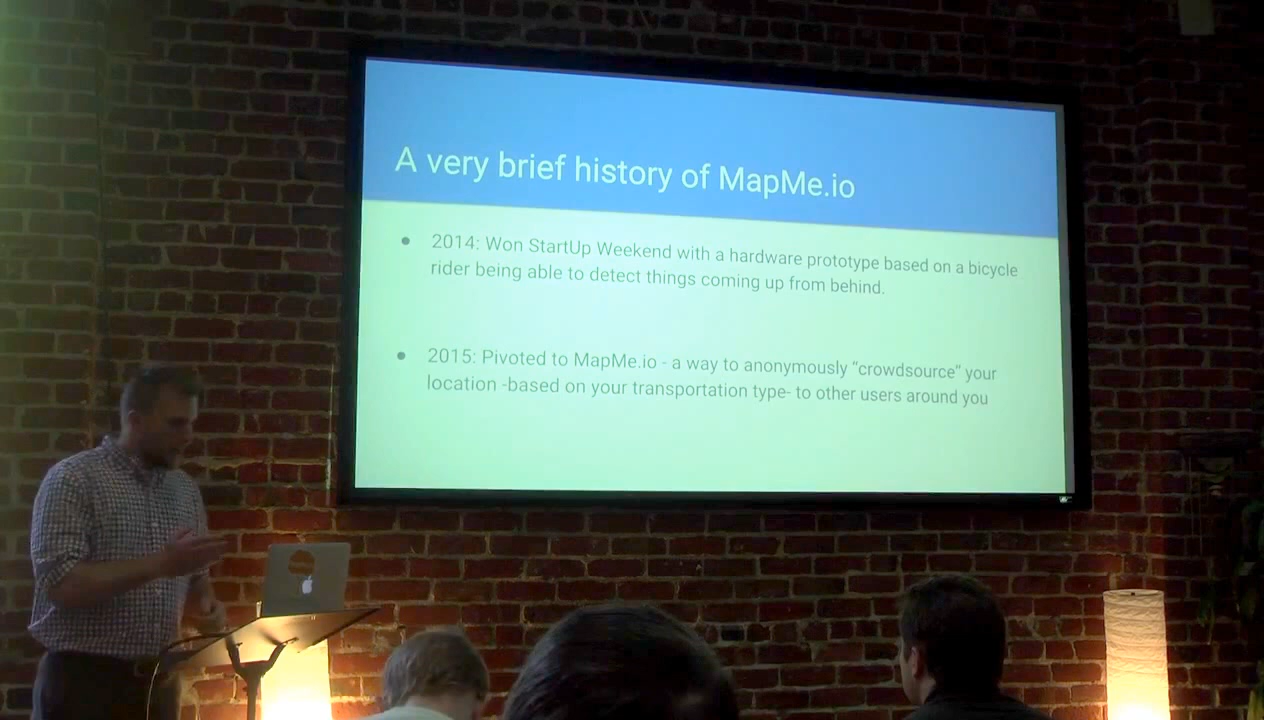 A very brief history of MapMe.io
2014: Won StartUp Weekend with a hardware prototype based on a bicycle
rider being able to detect things coming up from behind.
2015: Pivoted to MapMe.io - a way to anonymously “crowdsource” your
location -based on your transportation type- to other users around you